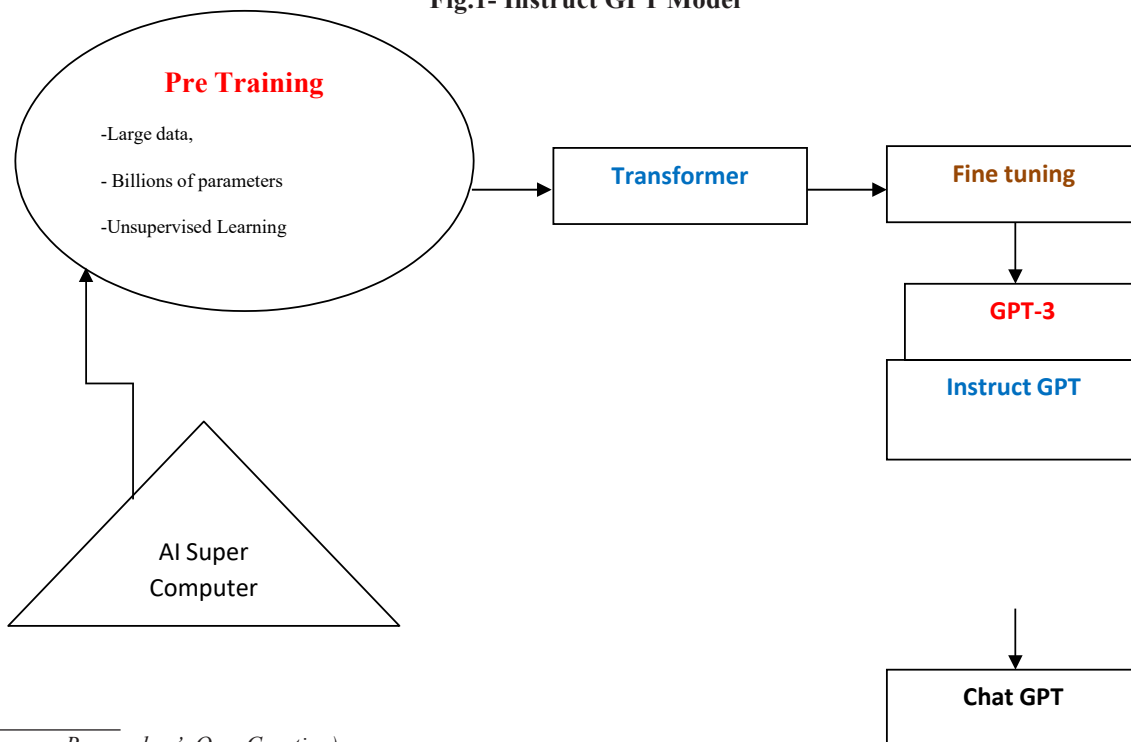 Fig.1- Instruct GPT Model
Pre Training
-Large data,
- Billions of parameters
-Unsupervised Learning
Transformer
Fine tuning
GPT-3
Instruct GPT
AI Super
Computer
Chat GPT